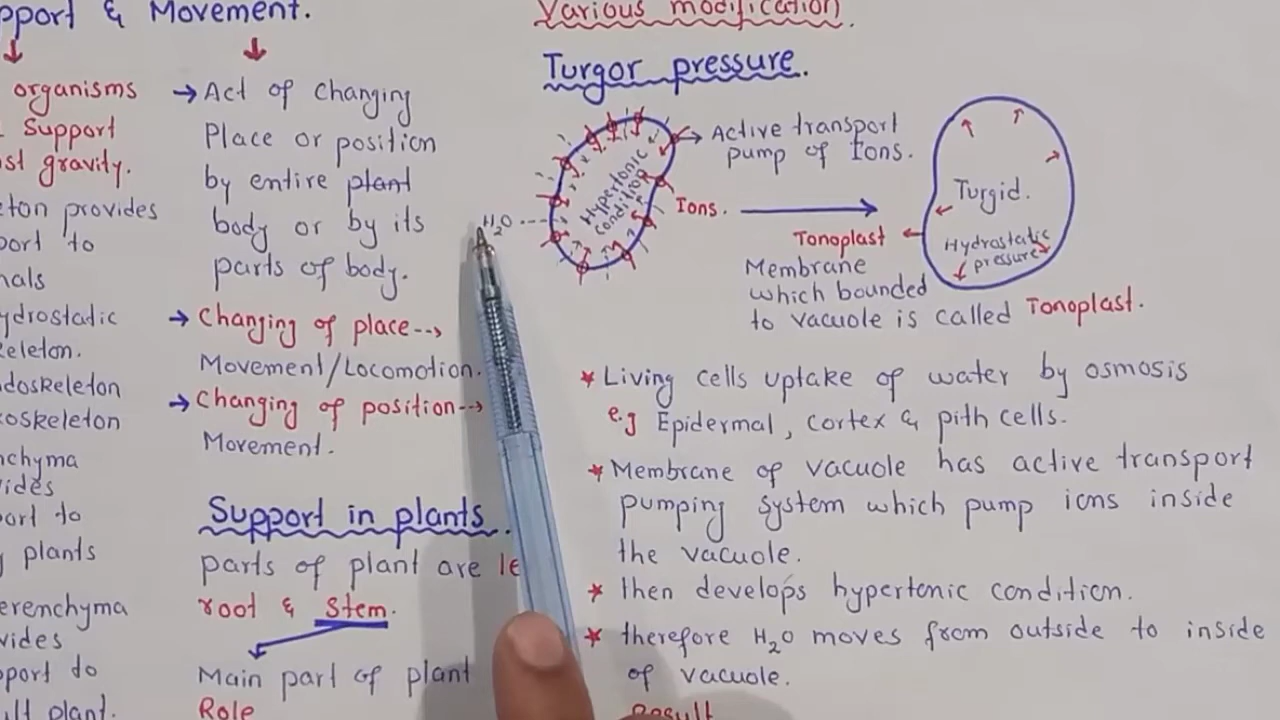 pport & Movement.
organisms
Support
st gravity.
eton provides
port to
nals
ydrostatic
eleton.
doskeleton
oskeleton
nchyma
ides
ort to
plants
erenchyma
vides
pport to
ult plant.
→ Act of changing
Place or position
by entire plant
body or by its
parts of body.
→ Changing of place-->
Movement/Locomotion.
→ Changing of position-->
Movement.
Support in plants.
parts of plant are le
root & Stem.
Main part of plant
Role
Various modification.
Turgor pressure.
Hypertonic
condition
H2O
→ Active transport
pump of Ions.
Ions.
Turgid.
Hydrostatic
pressure
Tonoplast
Membrane
which bounded
to vacuole is called Tonoplast.
* Living cells uptake of water by osmosis
e.g Epidermal, cortex & pith cells.
* Membrane of vacuole has active transport
pumping system which pump ions inside
the vacuole.
* then develops hypertonic condition.
* therefore H2O moves from outside to inside
of vacuole.
Result